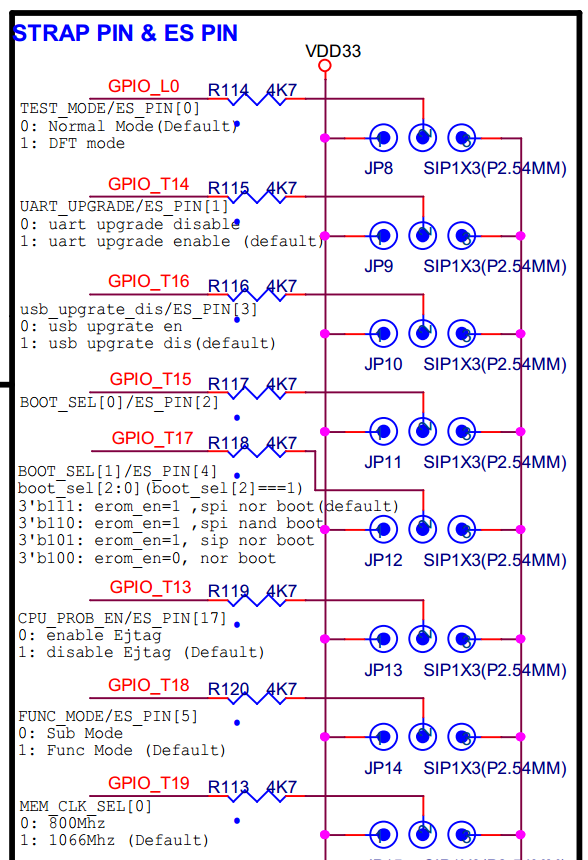 STRAP PIN & ES PIN
VDD33
GPIO_L0 R114 4K7
TEST_MODE/ES_PIN[0]
0: Normal Mode(Default)
1: DFT mode
JP8 SIP1X3(P2.54MM)
GPIO_T14 R115 4K7
UART_UPGRADE/ES_PIN[1]
0: uart upgrade disable
1: uart upgrade enable (default)
JP9 SIP1X3(P2.54MM)
GPIO_T16 R116 4K7
usb_upgrate_dis/ES_PIN[3]
0: usb upgrate en
1: usb upgrate dis(default)
JP10 SIP1X3(P2.54MM)
GPIO_T15 R117 4K7
BOOT_SEL[0]/ES_PIN[2]
GPIO_T17 R118 4K7
JP11 SIP1X3(P2.54MM)
BOOT_SEL[1]/ES_PIN[4]
boot_sel[2:0](boot_sel[2]===1)
3'b111: erom_en=1 ,spi nor boot(default)
3'b110: erom_en=1 ,spi nand boot
3'b101: erom_en=1, sip nor boot
3'b100: erom_en=0, nor boot
JP12 SIP1X3(P2.54MM)
GPIO_T13 R119 4K7
CPU_PROB_EN/ES_PIN[17]
0: enable Ejtag
1: disable Ejtag (Default)
JP13 SIP1X3(P2.54MM)
GPIO_T18 R120 4K7
FUNC_MODE/ES_PIN[5]
0: Sub Mode
1: Func Mode (Default)
JP14 SIP1X3(P2.54MM)
GPIO_T19 R113 4K7
MEM_CLK_SEL[0]
0: 800Mhz
1: 1066Mhz (Default)